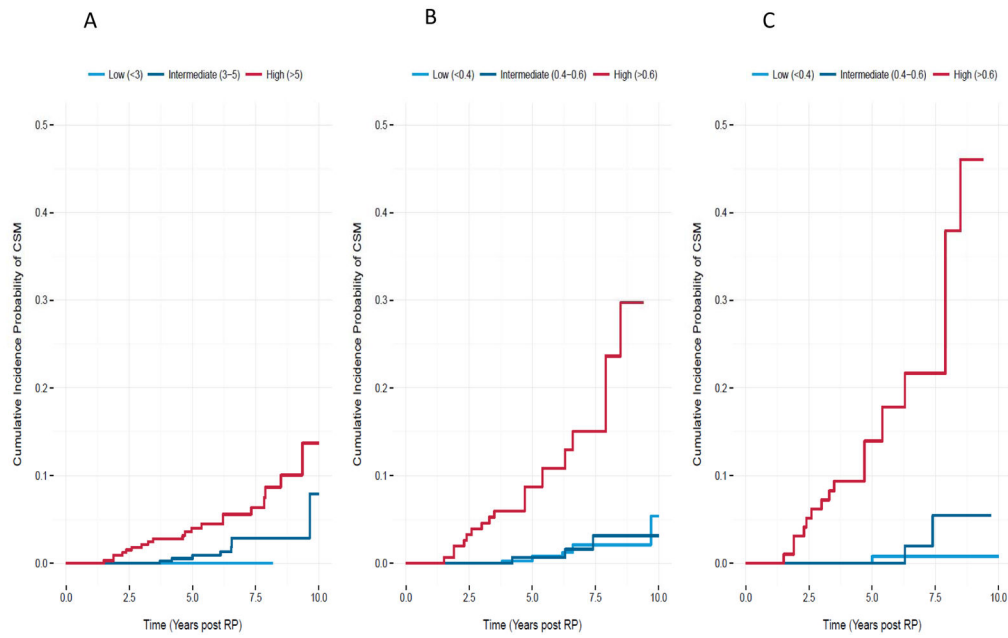 A
Low (<3) Intermediate (3−5) High (>5)
Cumulative Incidence Probability of CSM
0.5
0.4
0.3
0.2
0.1
0.0
0.0 2.5 5.0 7.5 10.0
Time (Years post RP)
B
Low (<0.4) Intermediate (0.4−0.6) High (>0.6)
Cumulative Incidence Probability of CSM
0.5
0.4
0.3
0.2
0.1
0.0
0.0 2.5 5.0 7.5 10.0
Time (Years post RP)
C
Low (<0.4) Intermediate (0.4−0.6) High (>0.6)
Cumulative Incidence Probability of CSM
0.5
0.4
0.3
0.2
0.1
0.0
0.0 2.5 5.0 7.5 10.0
Time (Years post RP)